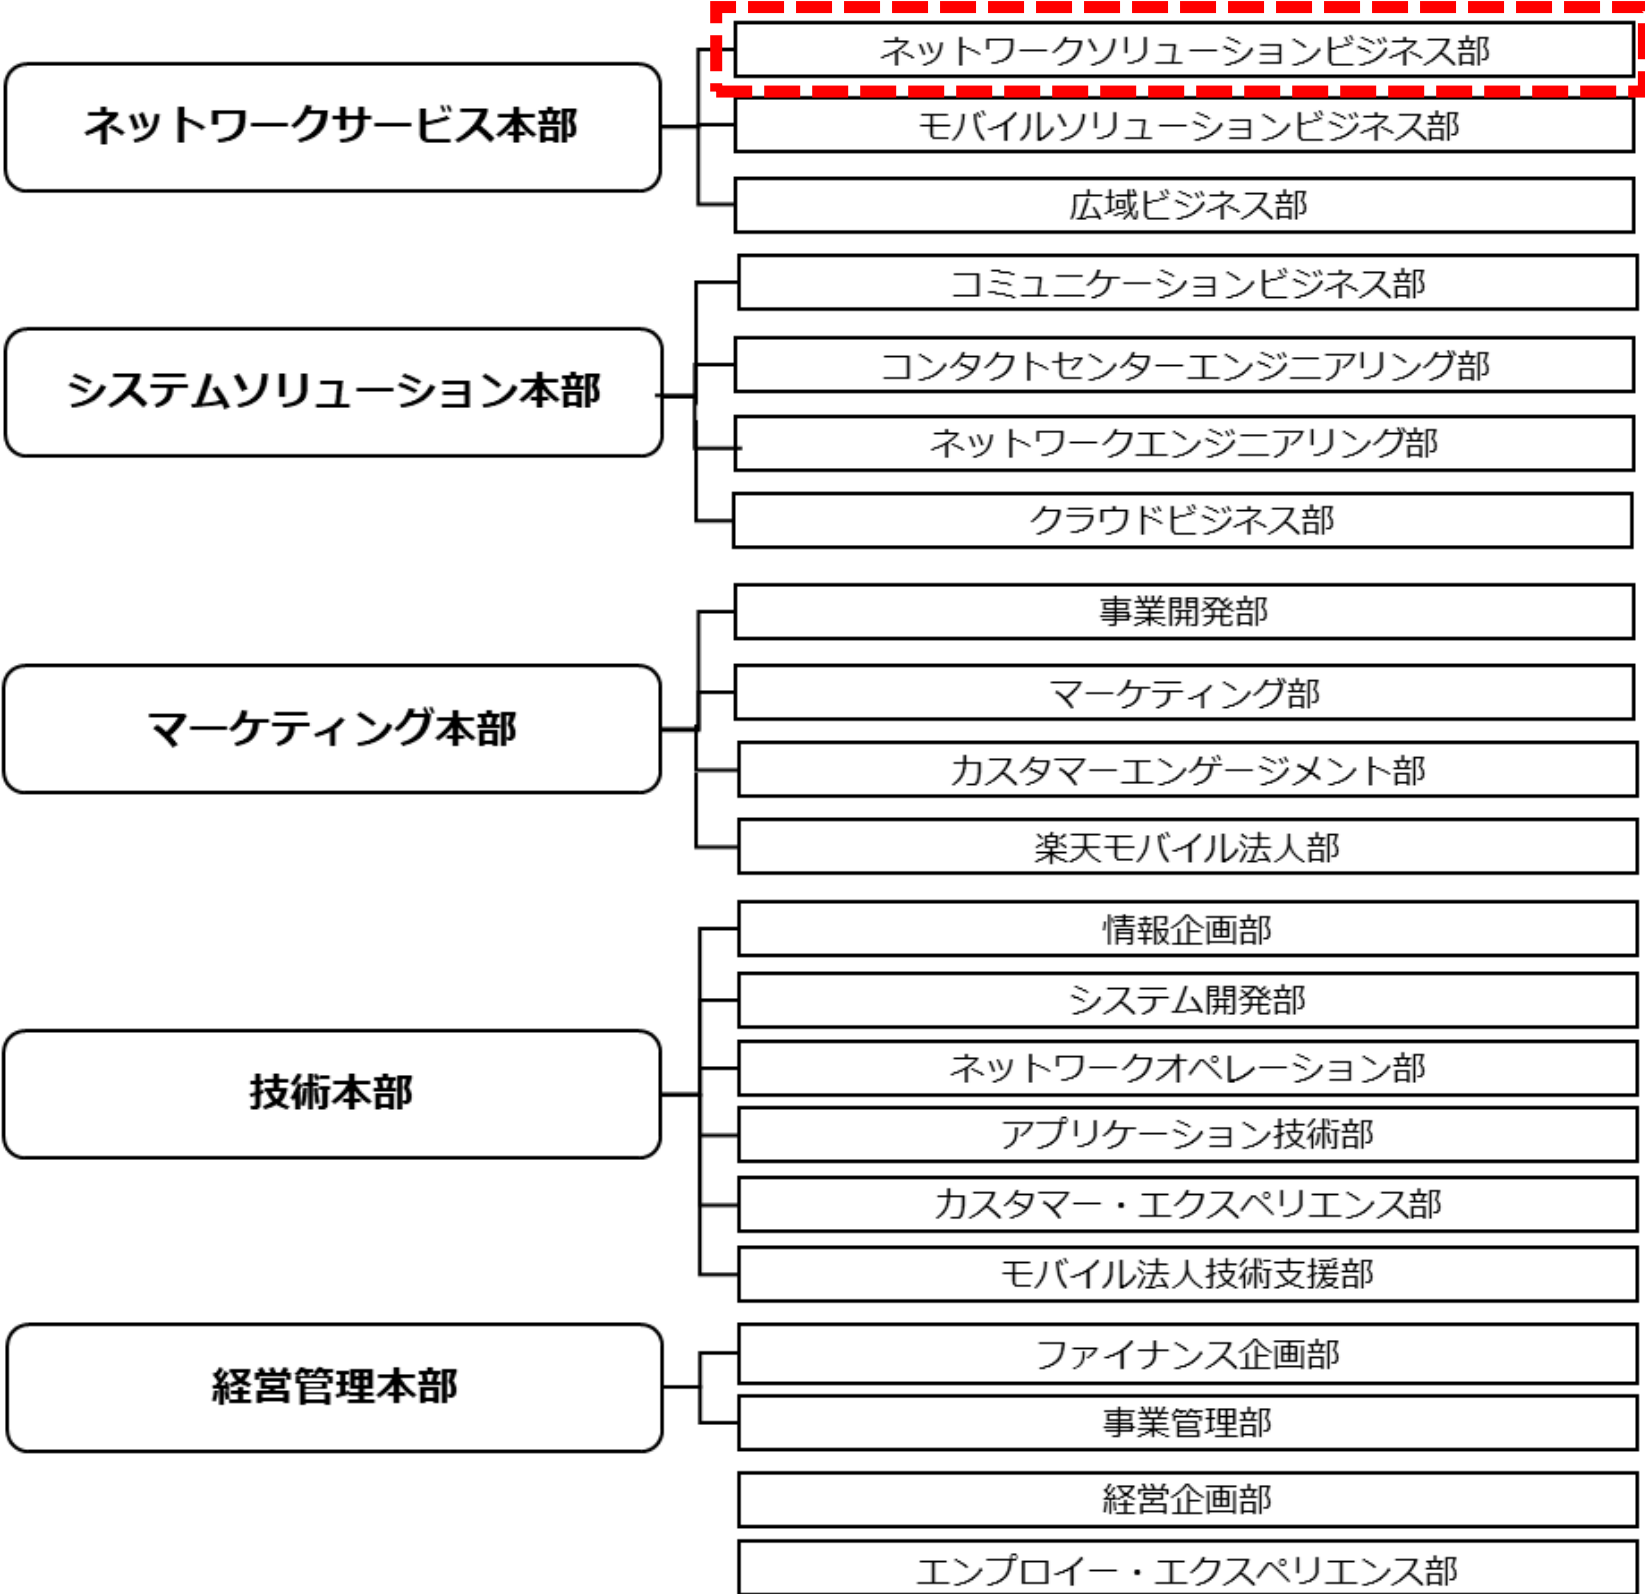 ネットワークサービス本部
ネットワークソリューションビジネス部
モバイルソリューションビジネス部
広域ビジネス部
システムソリューション本部
コミュニケーションビジネス部
コンタクトセンターエンジニアリング部
ネットワークエンジニアリング部
クラウドビジネス部
マーケティング本部
事業開発部
マーケティング部
カスタマーエンゲージメント部
楽天モバイル法人部
技術本部
情報企画部
システム開発部
ネットワークオペレーション部
アプリケーション技術部
カスタマー・エクスペリエンス部
モバイル法人技術支援部
経営管理本部
ファイナンス企画部
事業管理部
経営企画部
エンプロイー・エクスペリエンス部